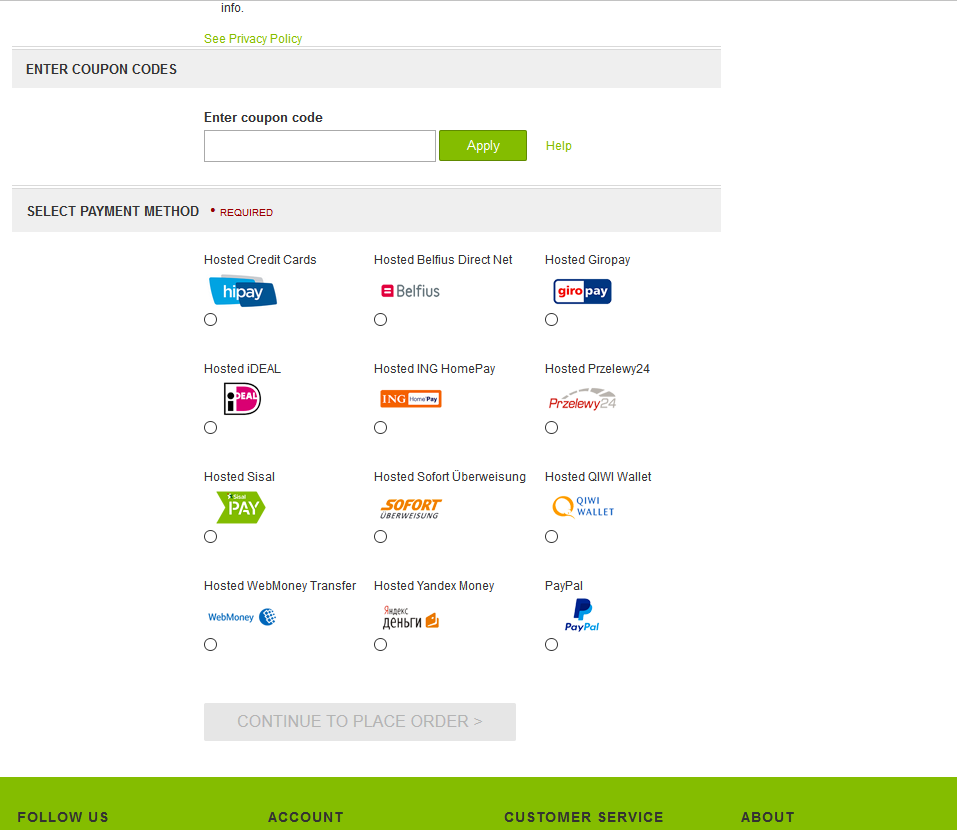 info.
See Privacy Policy
ENTER COUPON CODES
Enter coupon code
Apply Help
SELECT PAYMENT METHOD • REQUIRED
Hosted Credit Cards Hosted Belfius Direct Net Hosted Giropay
hipay Belfius giropay
Hosted iDEAL Hosted ING HomePay Hosted Przelewy24
iDEAL ING Home'Pay Przelewy24
Hosted Sisal Hosted Sofort Überweisung Hosted QIWI Wallet
Sisal
PAY
SOFORT
ÜBERWEISUNG
QIWI
WALLET
Hosted WebMoney Transfer Hosted Yandex Money PayPal
WebMoney
Яндекс
деньги
PayPal
CONTINUE TO PLACE ORDER >
FOLLOW US ACCOUNT CUSTOMER SERVICE ABOUT